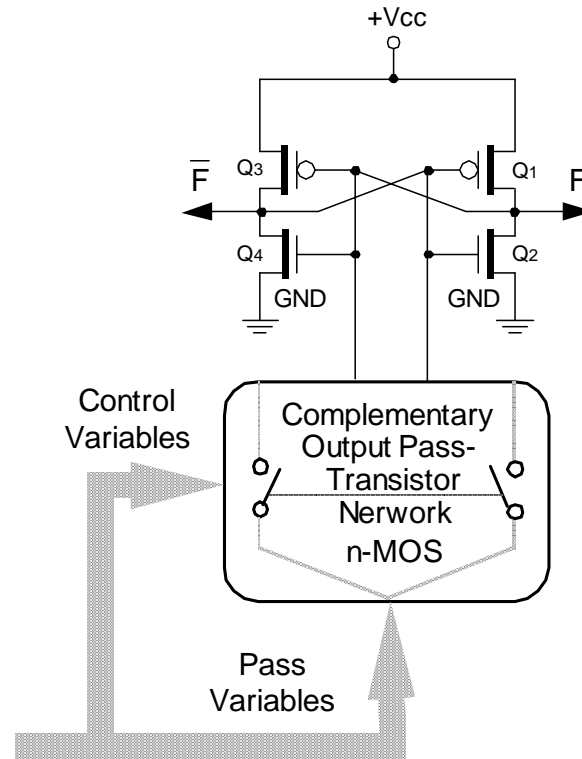 +Vcc
F̅
Q3
Q1
F
Q4
Q2
GND
GND
Control
Variables
Complementary
Output Pass-
Transistor
Nerwork
n-MOS
Pass
Variables